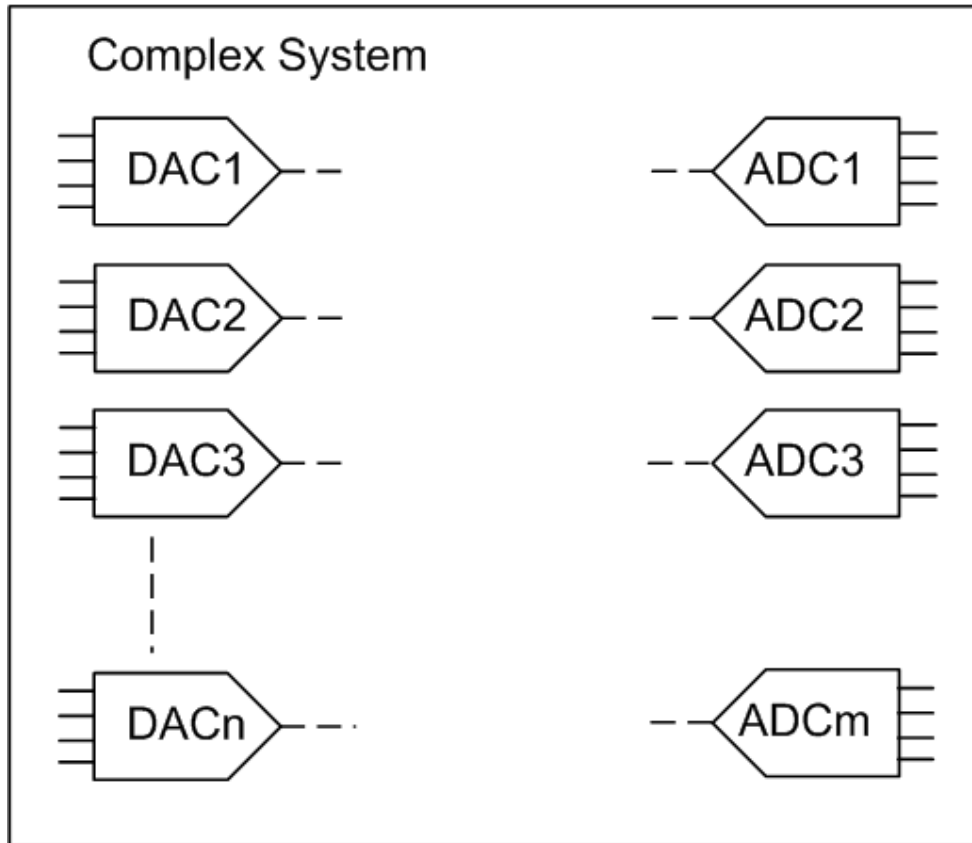 Complex System
DAC1
ADC1
DAC2
ADC2
DAC3
ADC3
DACn
ADCm